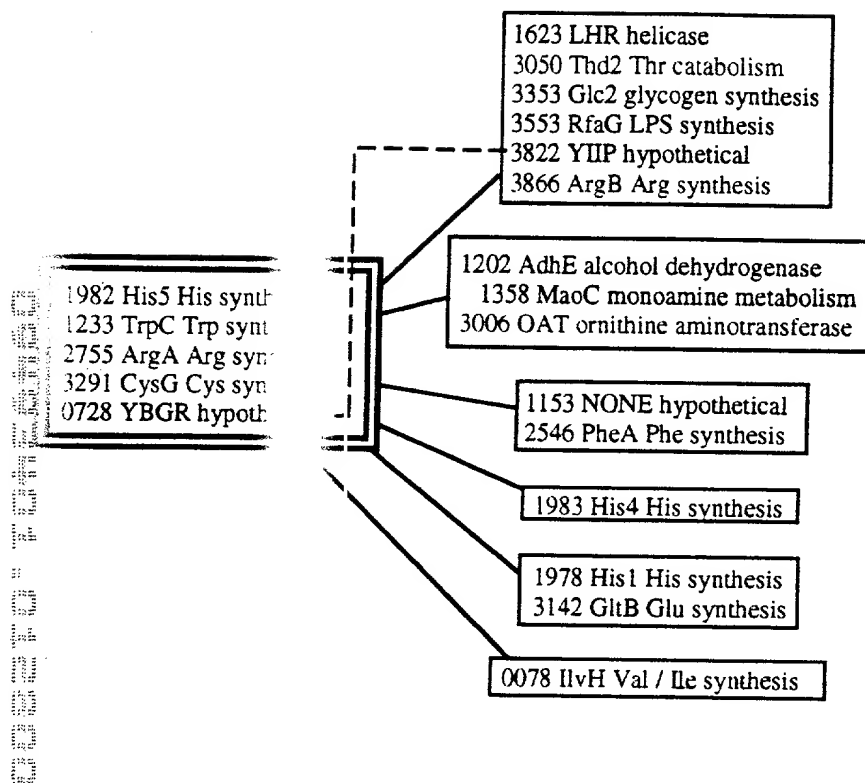 1623 LHR helicase
3050 Thd2 Thr catabolism
3353 Glc2 glycogen synthesis
3553 RfaG LPS synthesis
3822 YIIP hypothetical
3866 ArgB Arg synthesis
1202 AdhE alcohol dehydrogenase
1358 MaoC monoamine metabolism
3006 OAT ornithine aminotransferase
1982 His5 His synth
1233 TrpC Trp synt
2755 ArgA Arg syn
3291 CysG Cys syn
0728 YBGR hypoth
1153 NONE hypothetical
2546 PheA Phe synthesis
1983 His4 His synthesis
1978 His1 His synthesis
3142 GltB Glu synthesis
0078 IlvH Val / Ile synthesis